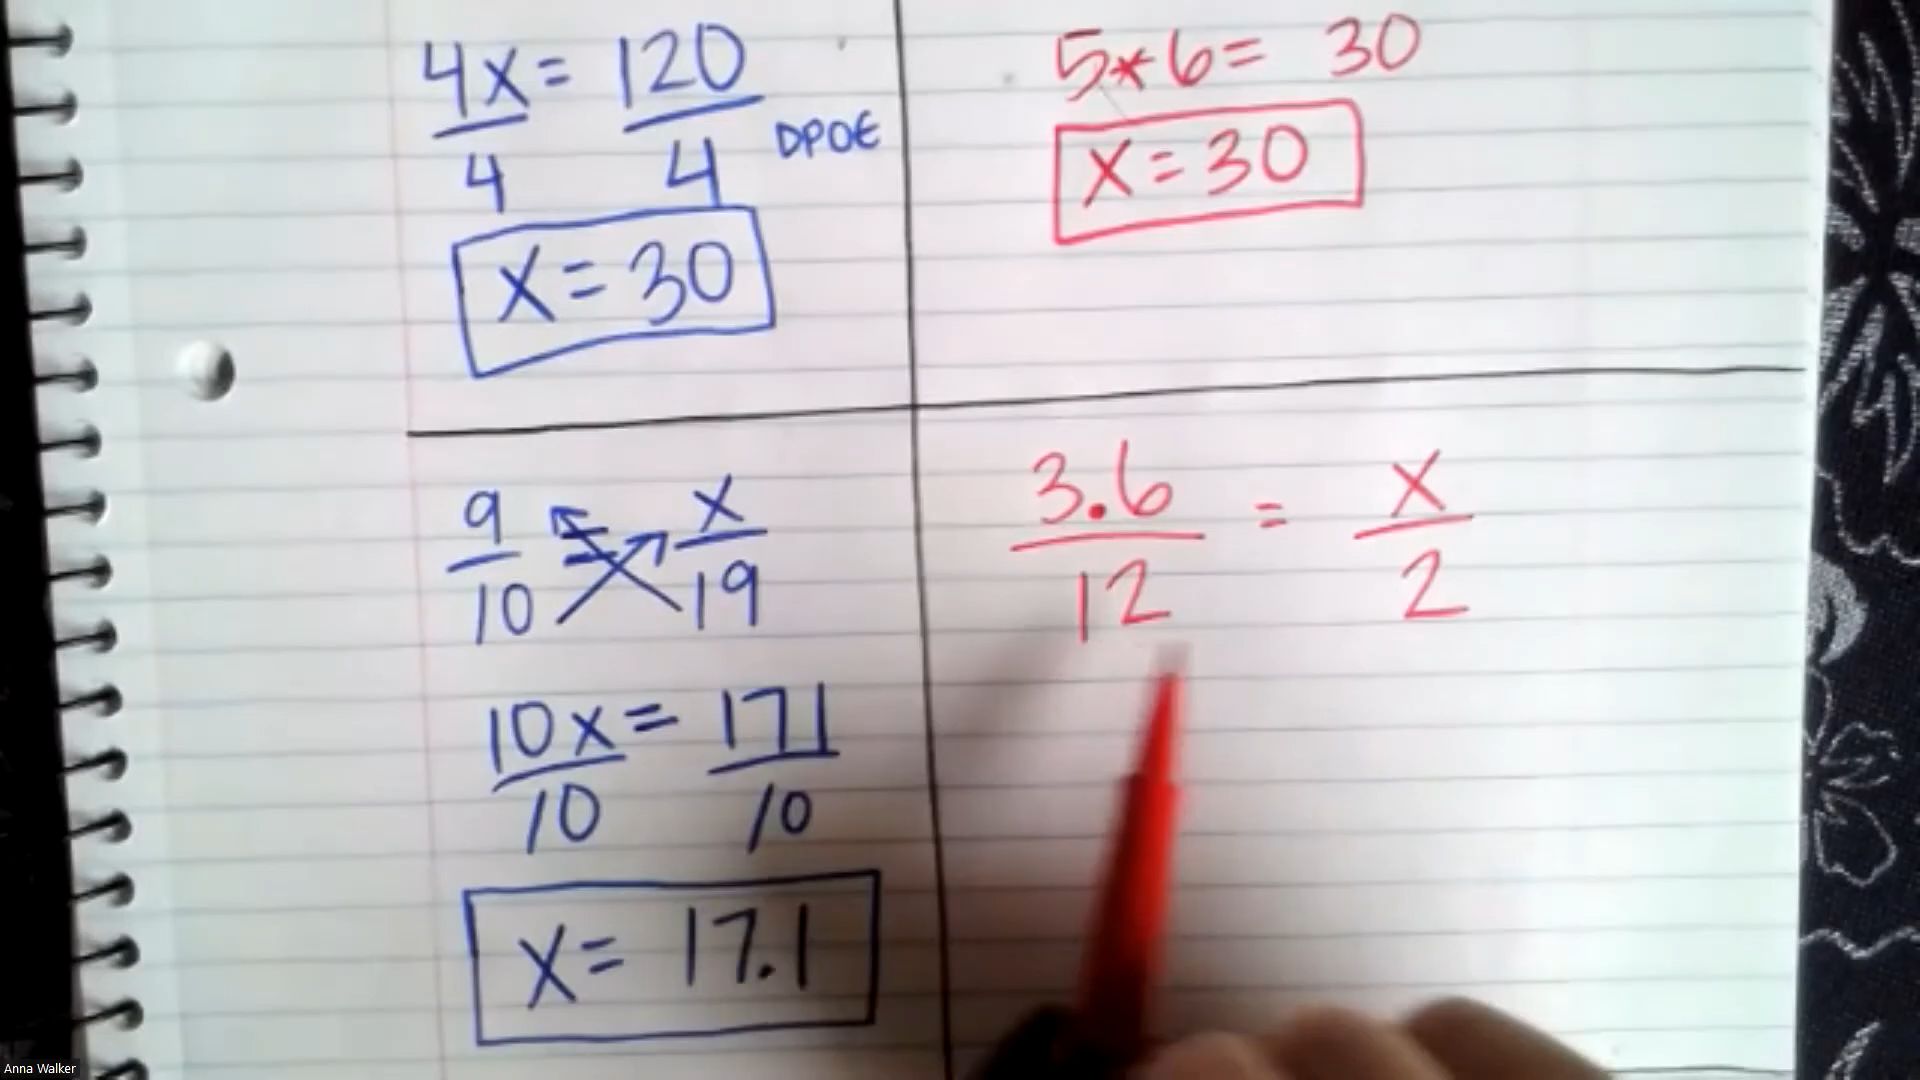 4x = 120
4 4 DPOE
x = 30
5*6= 30
x = 30
9 = x
10 19
10x = 171
10 10
x = 17.1
3.6 = x
12 2
Anna Walker